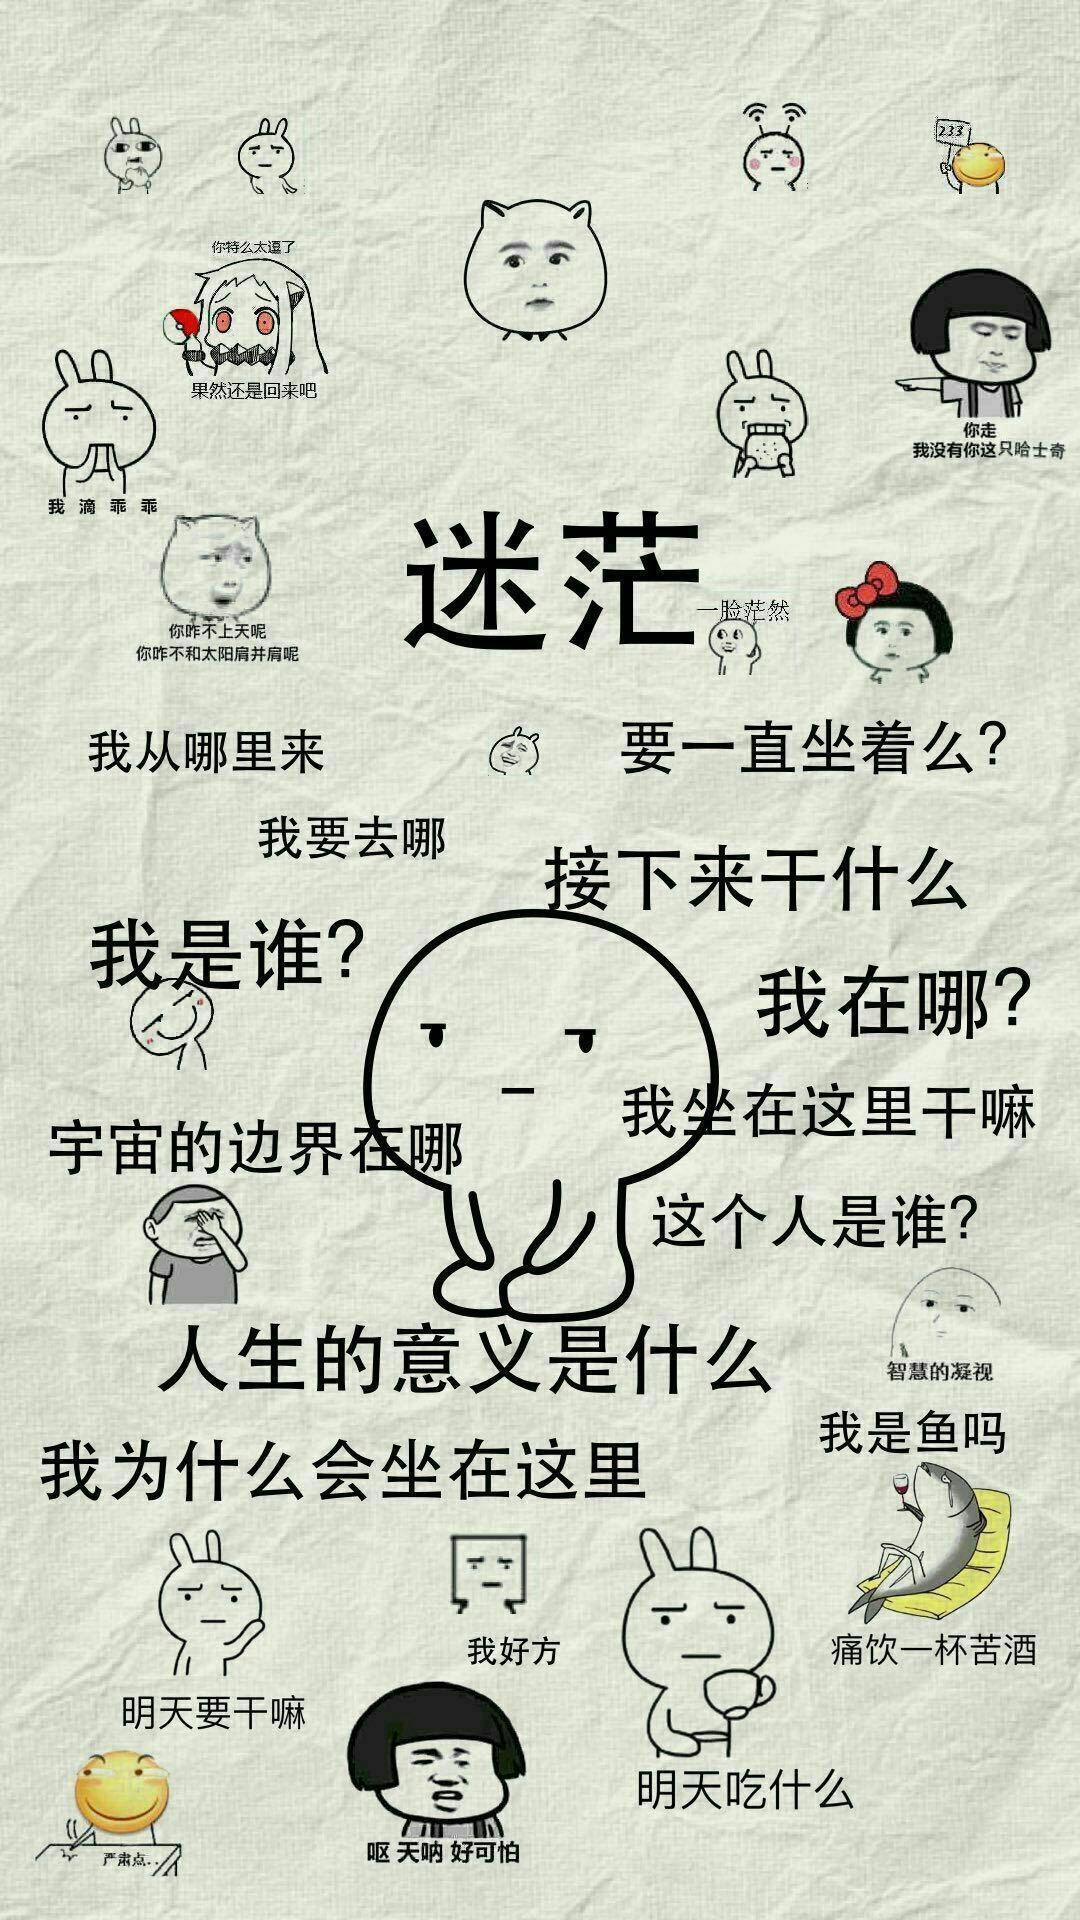 233
你特么太逗了
果然还是回来吧
你走
我没有你这只哈士奇
我滴乖乖
迷茫
一脸茫然
你咋不上天呢
你咋不和太阳肩并肩呢
我从哪里来
要一直坐着么?
我要去哪
接下来干什么
我是谁?
我在哪?
我坐在这里干嘛
宇宙的边界在哪
这个人是谁?
人生的意义是什么
智慧的凝视
我是鱼吗
我为什么会坐在这里
我好方
痛饮一杯苦酒
明天要干嘛
明天吃什么
严肃点..
呕 天呐 好可怕